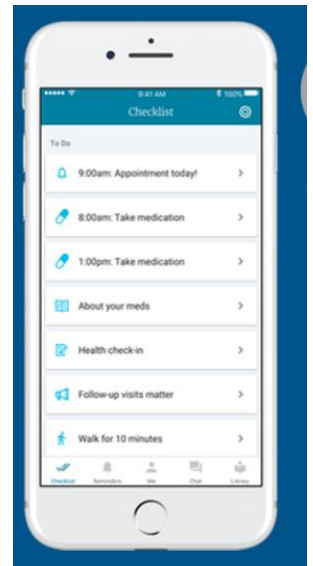 9:41 AM 100%
Checklist
To Do
9:00am: Appointment today!
8:00am: Take medication
1:00pm: Take medication
About your meds
Health check-in
Follow-up visits matter
Walk for 10 minutes
Checklist Reminders Me Chat Library